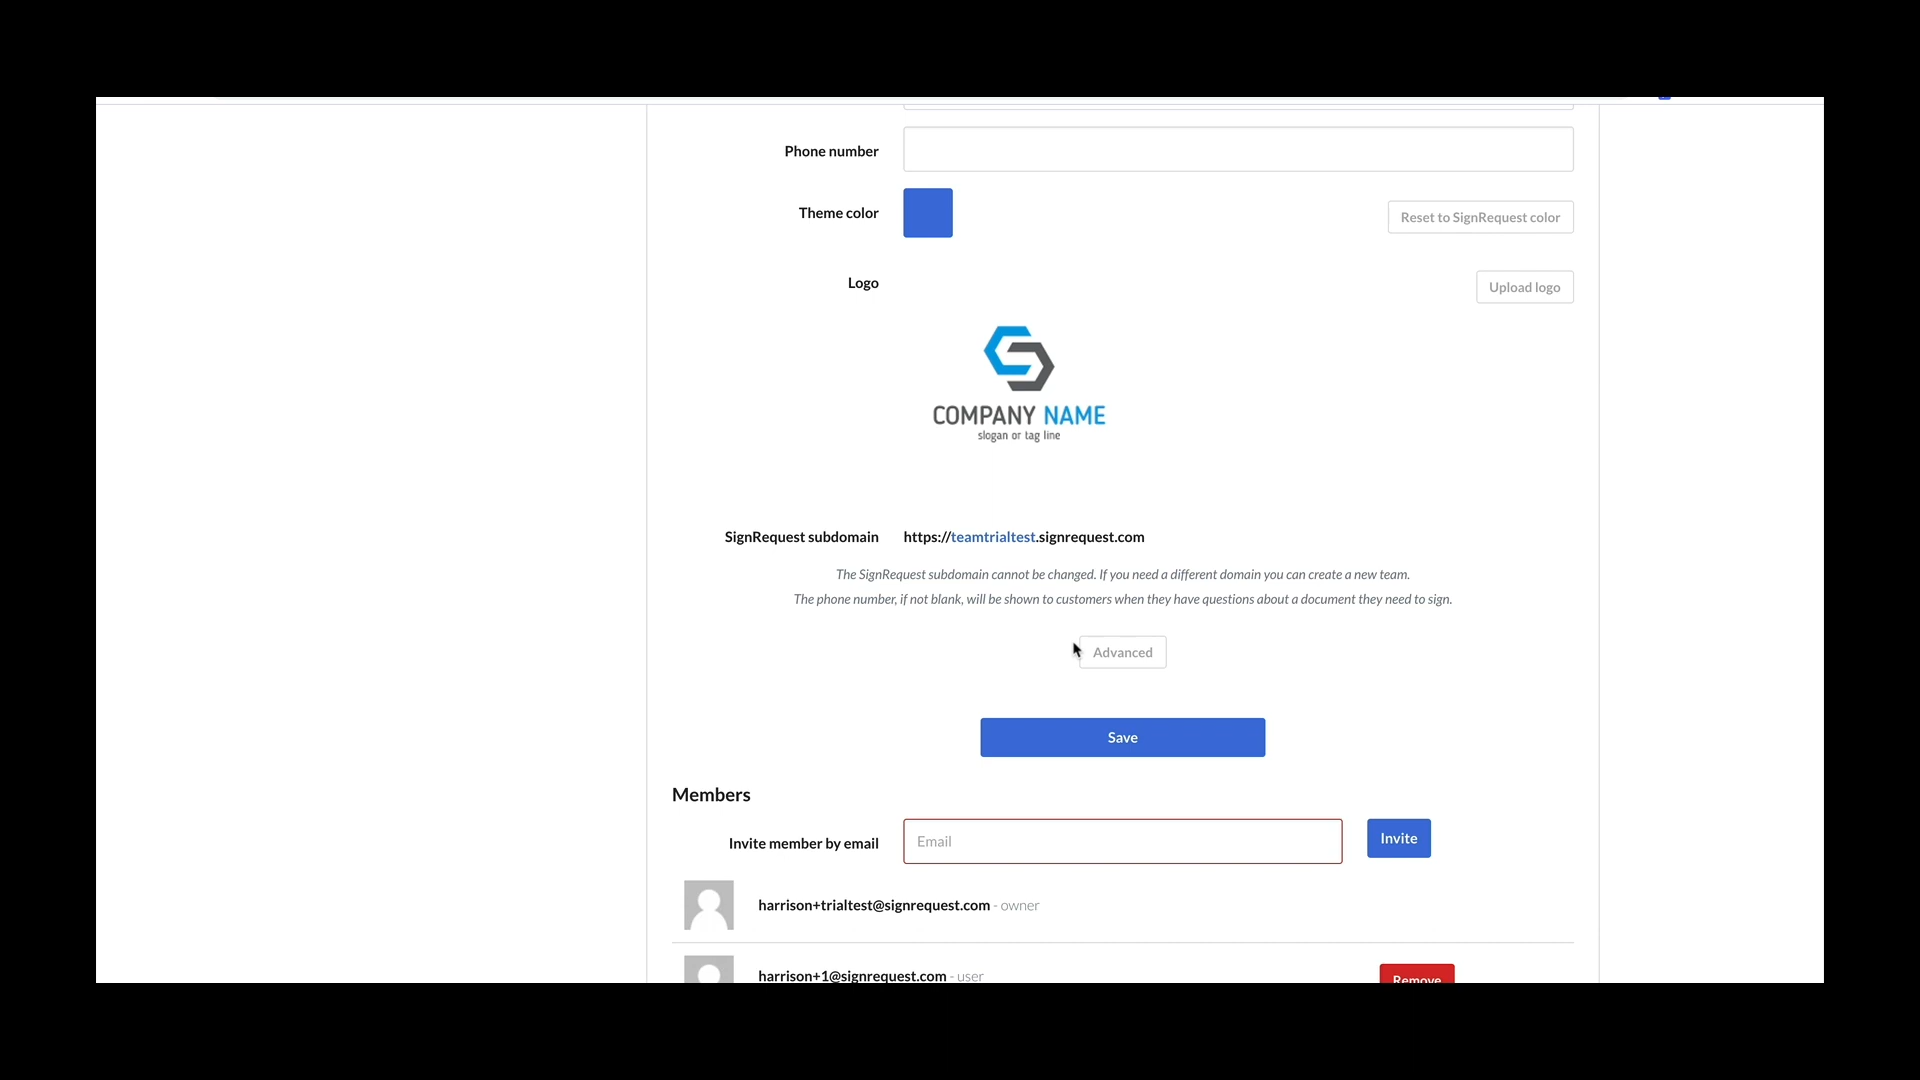 Phone number
Theme color
Reset to SignRequest color
Logo
Upload logo
COMPANY NAME
slogan or tag line
SignRequest subdomain https://teamtrialtest.signrequest.com
The SignRequest subdomain cannot be changed. If you need a different domain you can create a new team.
The phone number, if not blank, will be shown to customers when they have questions about a document they need to sign.
Advanced
Save
Members
Invite member by email Email Invite
harrison+trialtest@signrequest.com - owner
harrison+1@signrequest.com - user Remove